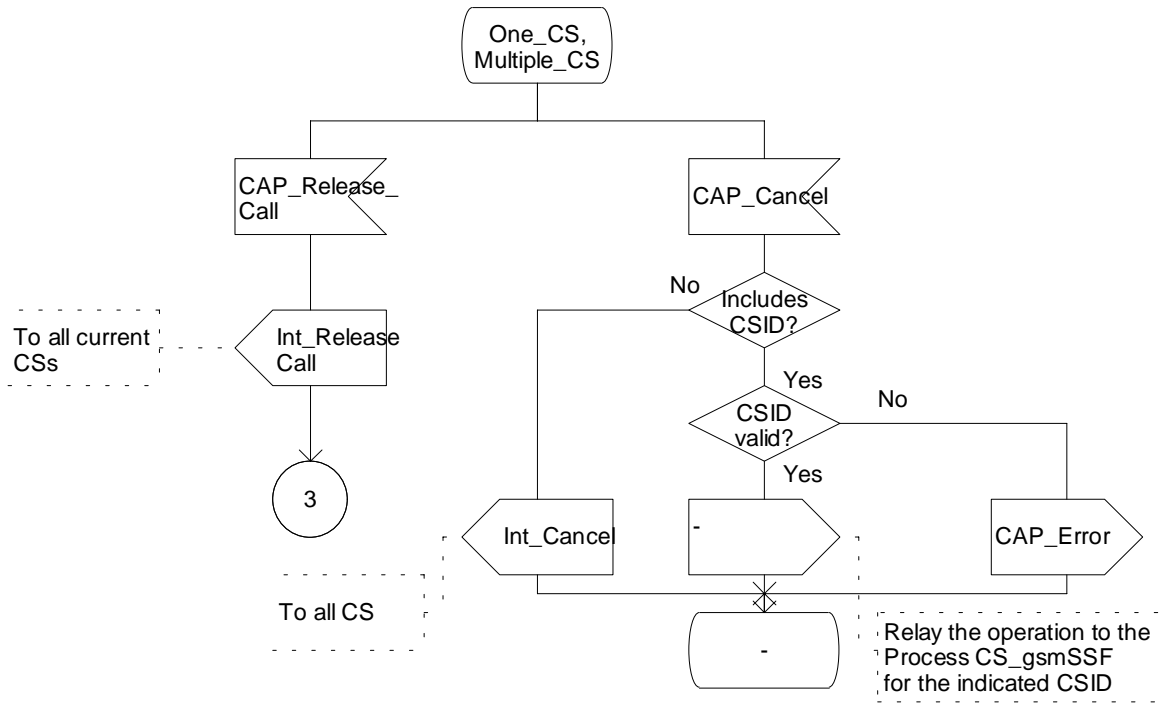 One_CS,
Multiple_CS
CAP_Release_
Call
CAP_Cancel
To all current
CSs
Int_Release
Call
No
Includes
CSID?
Yes
CSID
valid?
No
Yes
3
Int_Cancel
-
CAP_Error
To all CS
-
Relay the operation to the
Process CS_gsmSSF
for the indicated CSID